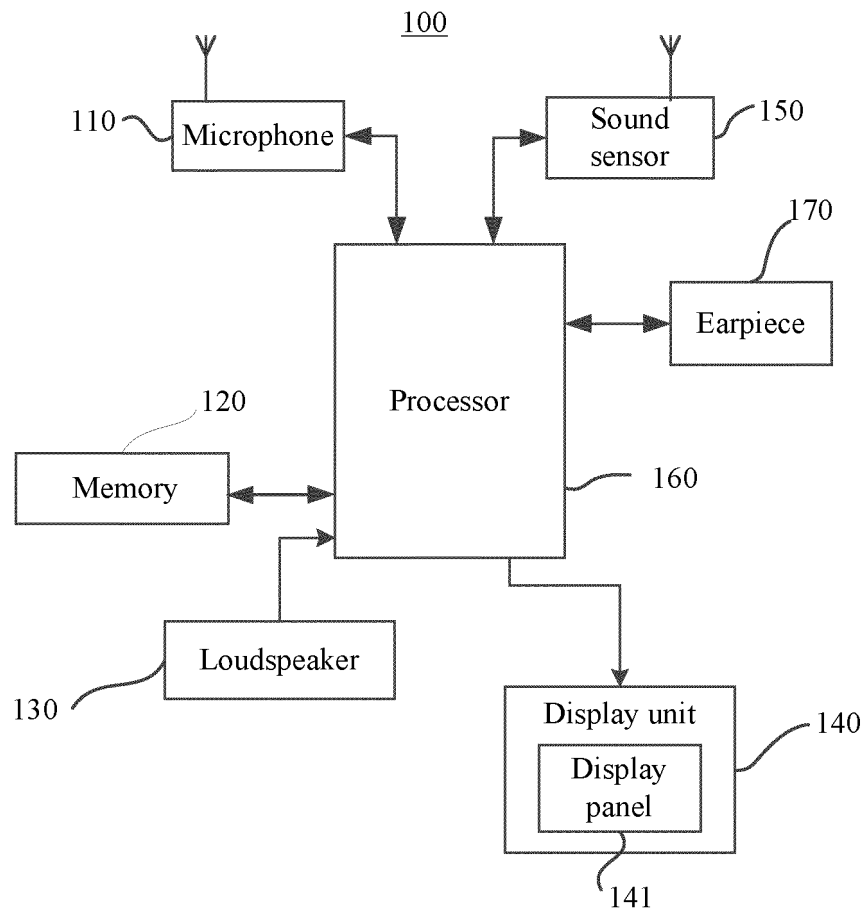 100
110
Microphone
Sound
sensor
150
170
Earpiece
Processor
120
Memory
160
Loudspeaker
130
Display unit
140
Display
panel
141